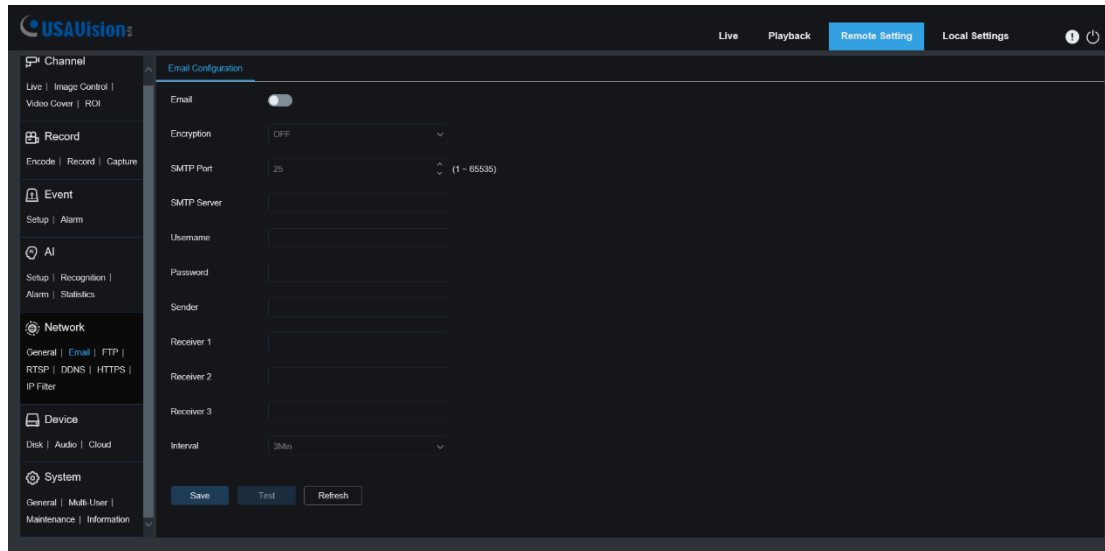 USAVision
Live
Playback
Remote Setting
Local Settings
Channel
Live | Image Control |
Video Cover | ROI
Record
Encode | Record | Capture
Event
Setup | Alarm
AI
Setup | Recognition |
Alarm | Statistics
Network
General | Email | FTP |
RTSP | DDNS | HTTPS |
IP Filter
Device
Disk | Audio | Cloud
System
General | Multi-User |
Maintenance | Information
Email Configuration
Email
Encryption OFF
SMTP Port 25 (1 ~ 65535)
SMTP Server
Username
Password
Sender
Receiver 1
Receiver 2
Receiver 3
Interval 3Min
Save Test Refresh